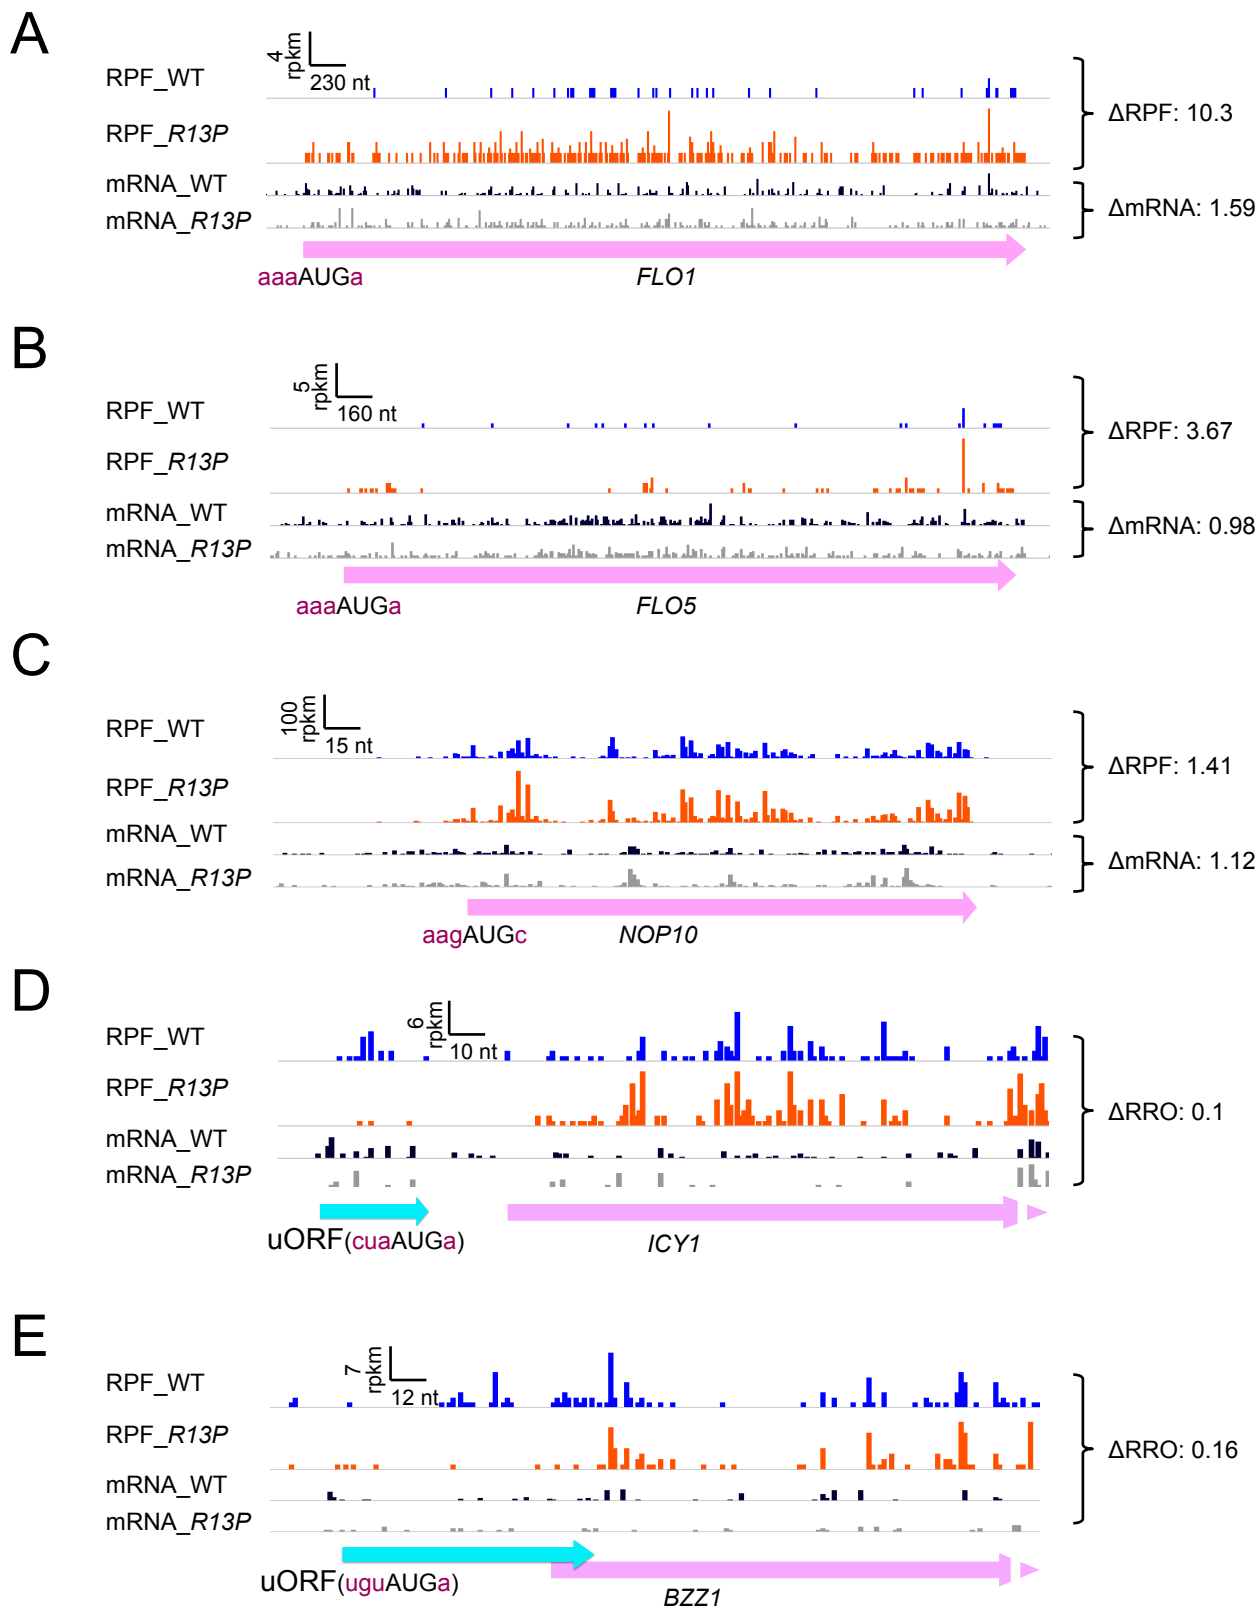 A
4
rpkm
230 nt
RPF_WT
RPF_R13P
mRNA_WT
mRNA_R13P
ΔRPF: 10.3
ΔmRNA: 1.59
aaaAUGa
FLO1
B
5
rpkm
160 nt
RPF_WT
RPF_R13P
mRNA_WT
mRNA_R13P
ΔRPF: 3.67
ΔmRNA: 0.98
aaaAUGa
FLO5
C
100
rpkm
15 nt
RPF_WT
RPF_R13P
mRNA_WT
mRNA_R13P
ΔRPF: 1.41
ΔmRNA: 1.12
aagAUGc
NOP10
D
6
rpkm
10 nt
RPF_WT
RPF_R13P
mRNA_WT
mRNA_R13P
ΔRRO: 0.1
uORF(cuaAUGa)
ICY1
E
7
rpkm
12 nt
RPF_WT
RPF_R13P
mRNA_WT
mRNA_R13P
ΔRRO: 0.16
uORF(uguAUGa)
BZZ1